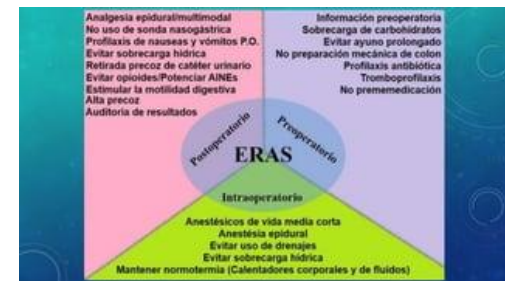 Analgesia epidural/multimodal
No uso de sonda nasogástrica
Profilaxis de nauseas y vómitos P.O.
Evitar sobrecarga hídrica
Retirada precoz de catéter urinario
Evitar opioides/Potenciar AINEs
Estimular la motilidad digestiva
Alta precoz
Auditoria de resultados
Información preoperatoria
Sobrecarga de carbohidratos
Evitar ayuno prolongado
No preparación mecánica de colon
Profilaxis antibiótica
Tromboprofilaxis
No prememedicación
Postoperatorio
Preoperatorio
ERAS
Intraoperatorio
Anestésicos de vida media corta
Anestésia epidural
Evitar uso de drenajes
Evitar sobrecarga hídrica
Mantener normotermia (Calentadores corporales y de fluidos)